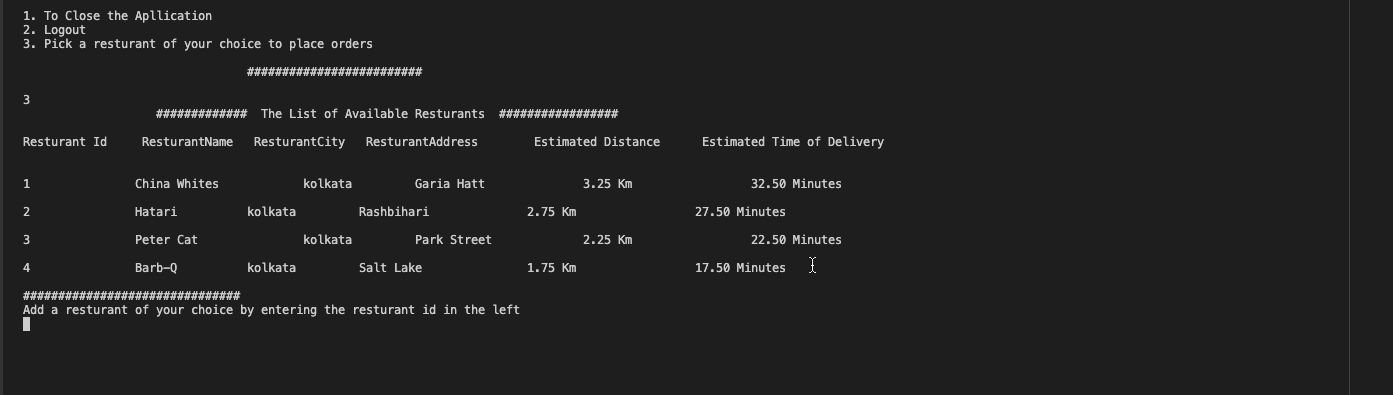 1. To Close the Apllication
2. Logout
3. Pick a resturant of your choice to place orders
#########################
3
############# The List of Available Resturants #################
Resturant Id ResturantName ResturantCity ResturantAddress Estimated Distance Estimated Time of Delivery
1 China Whites kolkata Garia Hatt 3.25 Km 32.50 Minutes
2 Hatari kolkata Rashbihari 2.75 Km 27.50 Minutes
3 Peter Cat kolkata Park Street 2.25 Km 22.50 Minutes
4 Barb-Q kolkata Salt Lake 1.75 Km 17.50 Minutes
###############################
Add a resturant of your choice by entering the resturant id in the left